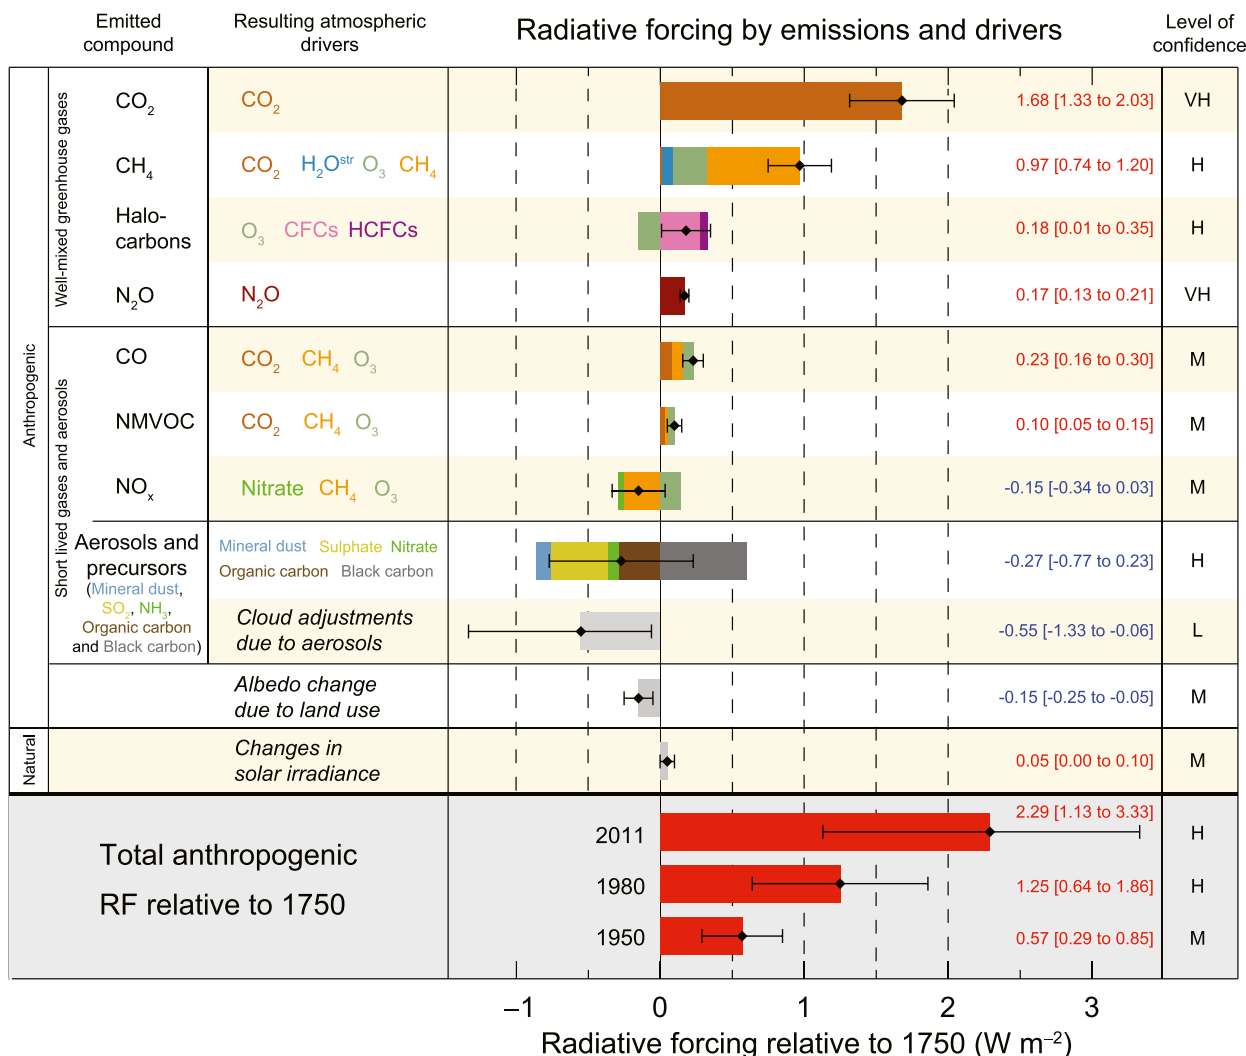 Emitted
compound
Resulting atmospheric
drivers
Radiative forcing by emissions and drivers
Level of
confidence
Anthropogenic
Well-mixed greenhouse gases
CO2
CO2
1.68 [1.33 to 2.03]
VH
CH4
CO2 H2Ostr O3 CH4
0.97 [0.74 to 1.20]
H
Halo-
carbons
O3 CFCs HCFCs
0.18 [0.01 to 0.35]
H
N2O
N2O
0.17 [0.13 to 0.21]
VH
Short lived gases and aerosols
CO
CO2 CH4 O3
0.23 [0.16 to 0.30]
M
NMVOC
CO2 CH4 O3
0.10 [0.05 to 0.15]
M
NOx
Nitrate CH4 O3
-0.15 [-0.34 to 0.03]
M
Aerosols and
precursors
(Mineral dust,
SO2, NH3,
Organic carbon
and Black carbon)
Mineral dust Sulphate Nitrate
Organic carbon Black carbon
-0.27 [-0.77 to 0.23]
H
Cloud adjustments
due to aerosols
-0.55 [-1.33 to -0.06]
L
Albedo change
due to land use
-0.15 [-0.25 to -0.05]
M
Natural
Changes in
solar irradiance
0.05 [0.00 to 0.10]
M
Total anthropogenic
RF relative to 1750
2011
2.29 [1.13 to 3.33]
H
1980
1.25 [0.64 to 1.86]
H
1950
0.57 [0.29 to 0.85]
M
–1 0 1 2 3
Radiative forcing relative to 1750 (W m–2)